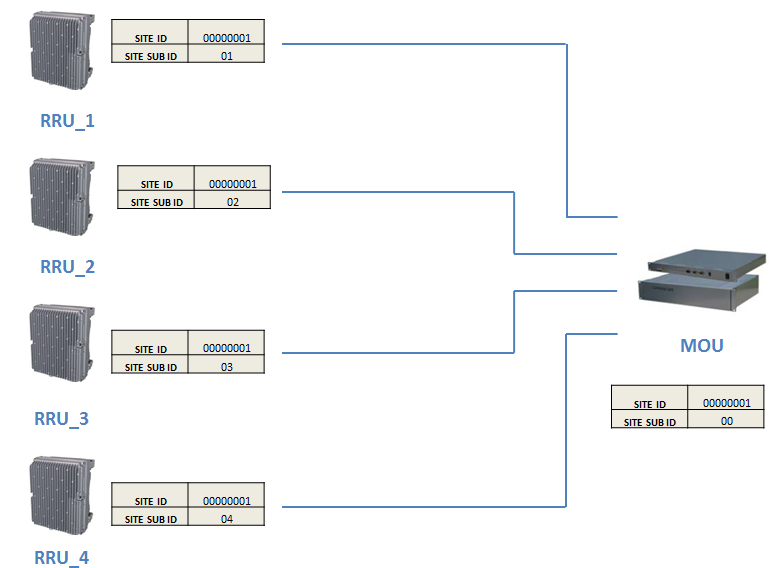 SITE ID 00000001
SITE SUB ID 01
RRU_1
SITE ID 00000001
SITE SUB ID 02
RRU_2
SITE ID 00000001
SITE SUB ID 03
RRU_3
SITE ID 00000001
SITE SUB ID 04
RRU_4
MOU
SITE ID 00000001
SITE SUB ID 00